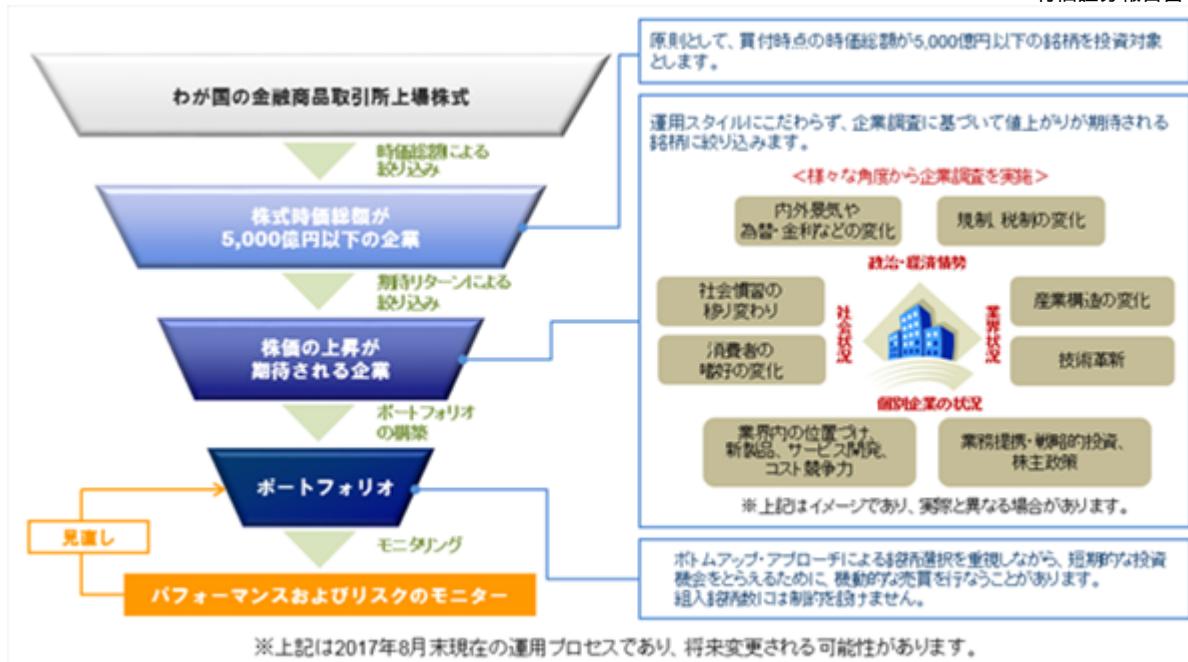 原則として、買付時点の時価総額が5,000億円以下の銘柄を投資対象
とします。
わが国の金融商品取引所上場株式
時価総額による
絞り込み
株式時価総額が
5,000億円以下の企業
期待リターンによる
絞り込み
株価の上昇が
期待される企業
ポートフォリオ
の構築
ポートフォリオ
見直し
モニタリング
パフォーマンスおよびリスクのモニター
運用スタイルにこだわらず、企業調査に基づいて値上がりが期待される
銘柄に絞り込みます。
<様々な角度から企業調査を実施>
内外景気や
為替・金利などの変化
規制、税制の変化
政治・経済情勢
社会慣習の
移り変わり
消費者の
嗜好の変化
社会状況
業界状況
産業構造の変化
技術革新
個別企業の状況
業界内の位置づけ、
新製品、サービス開発、
コスト競争力
業務提携・戦略的投資、
株主政策
※上記はイメージであり、実際と異なる場合があります。
ボトムアップ・アプローチによる銘柄選択を重視しながら、短期的な投資
機会をとらえるために、機動的な売買を行なうことがあります。
組入銘柄数には制約を設けません。
※上記は2017年8月末現在の運用プロセスであり、将来変更される可能性があります。